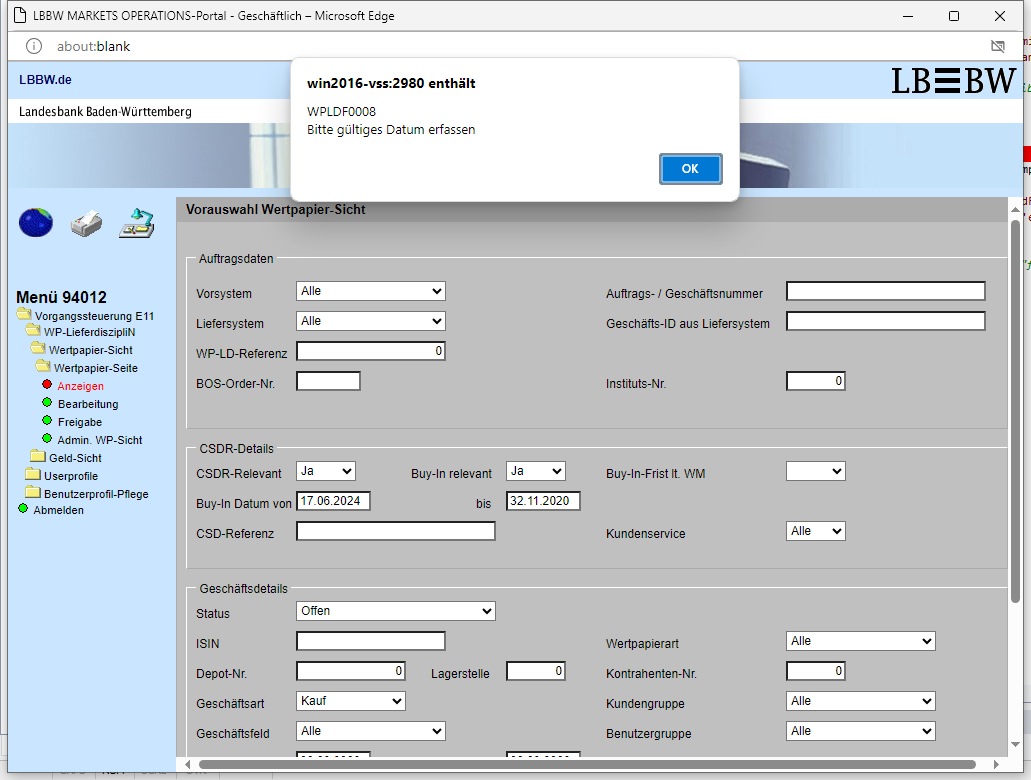 LBBW MARKETS OPERATIONS-Portal - Geschäftlich – Microsoft Edge
about:blank
LBBW.de
LBBW
Landesbank Baden-Württemberg
win2016-vss:2980 enthält
WPLDF0008
Bitte gültiges Datum erfassen
OK
Menü 94012
Vorgangssteuerung E11
WP-LieferdiszipliN
Wertpapier-Sicht
Wertpapier-Seite
Anzeigen
Bearbeitung
Freigabe
Admin. WP-Sicht
Geld-Sicht
Userprofile
Benutzerprofil-Pflege
Abmelden
Vorauswahl Wertpapier-Sicht
Auftragsdaten
Vorsystem Alle Auftrags- / Geschäftsnummer
Liefersystem Alle Geschäfts-ID aus Liefersystem
WP-LD-Referenz 0
BOS-Order-Nr. Instituts-Nr. 0
CSDR-Details
CSDR-Relevant Ja Buy-In relevant Ja Buy-In-Frist lt. WM
Buy-In Datum von 17.06.2024 bis 32.11.2020
CSD-Referenz Kundenservice Alle
Geschäftsdetails
Status Offen
ISIN Wertpapierart Alle
Depot-Nr. 0 Lagerstelle 0 Kontrahenten-Nr. 0
Geschäftsart Kauf Kundengruppe Alle
Geschäftsfeld Alle Benutzergruppe Alle